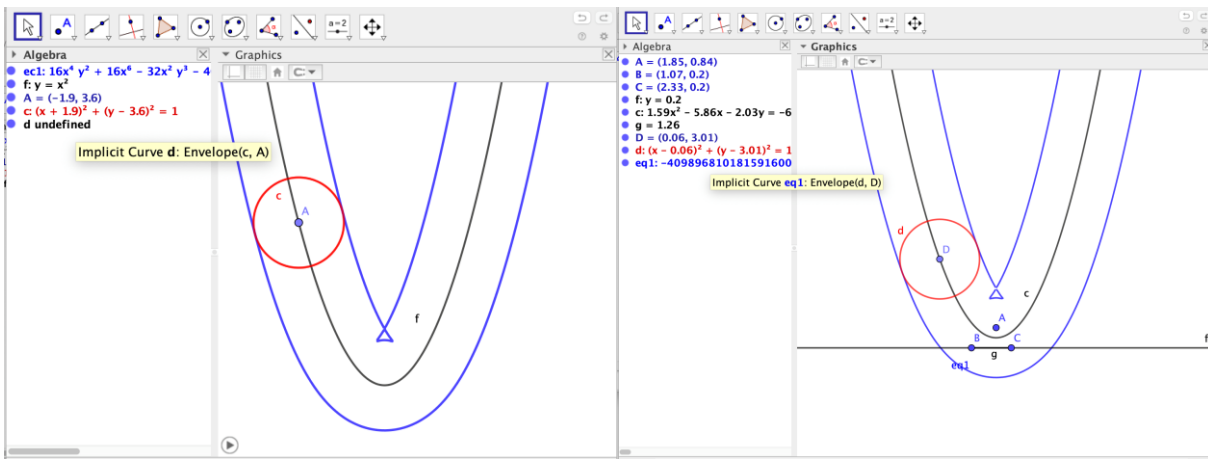 a=2
Algebra
Graphics
ec1: 16x⁴ y² + 16x⁶ − 32x² y³ − 4
f: y = x²
A = (−1.9, 3.6)
c: (x + 1.9)² + (y − 3.6)² = 1
d undefined
Implicit Curve d: Envelope(c, A)
c
A
f
a=2
Algebra
Graphics
A = (1.85, 0.84)
B = (1.07, 0.2)
C = (2.33, 0.2)
f: y = 0.2
c: 1.59x² − 5.86x − 2.03y = −6
g = 1.26
D = (0.06, 3.01)
d: (x − 0.06)² + (y − 3.01)² = 1
eq1: −409896810181591600
Implicit Curve eq1: Envelope(d, D)
d
D
c
A
B
C
f
g
eq1